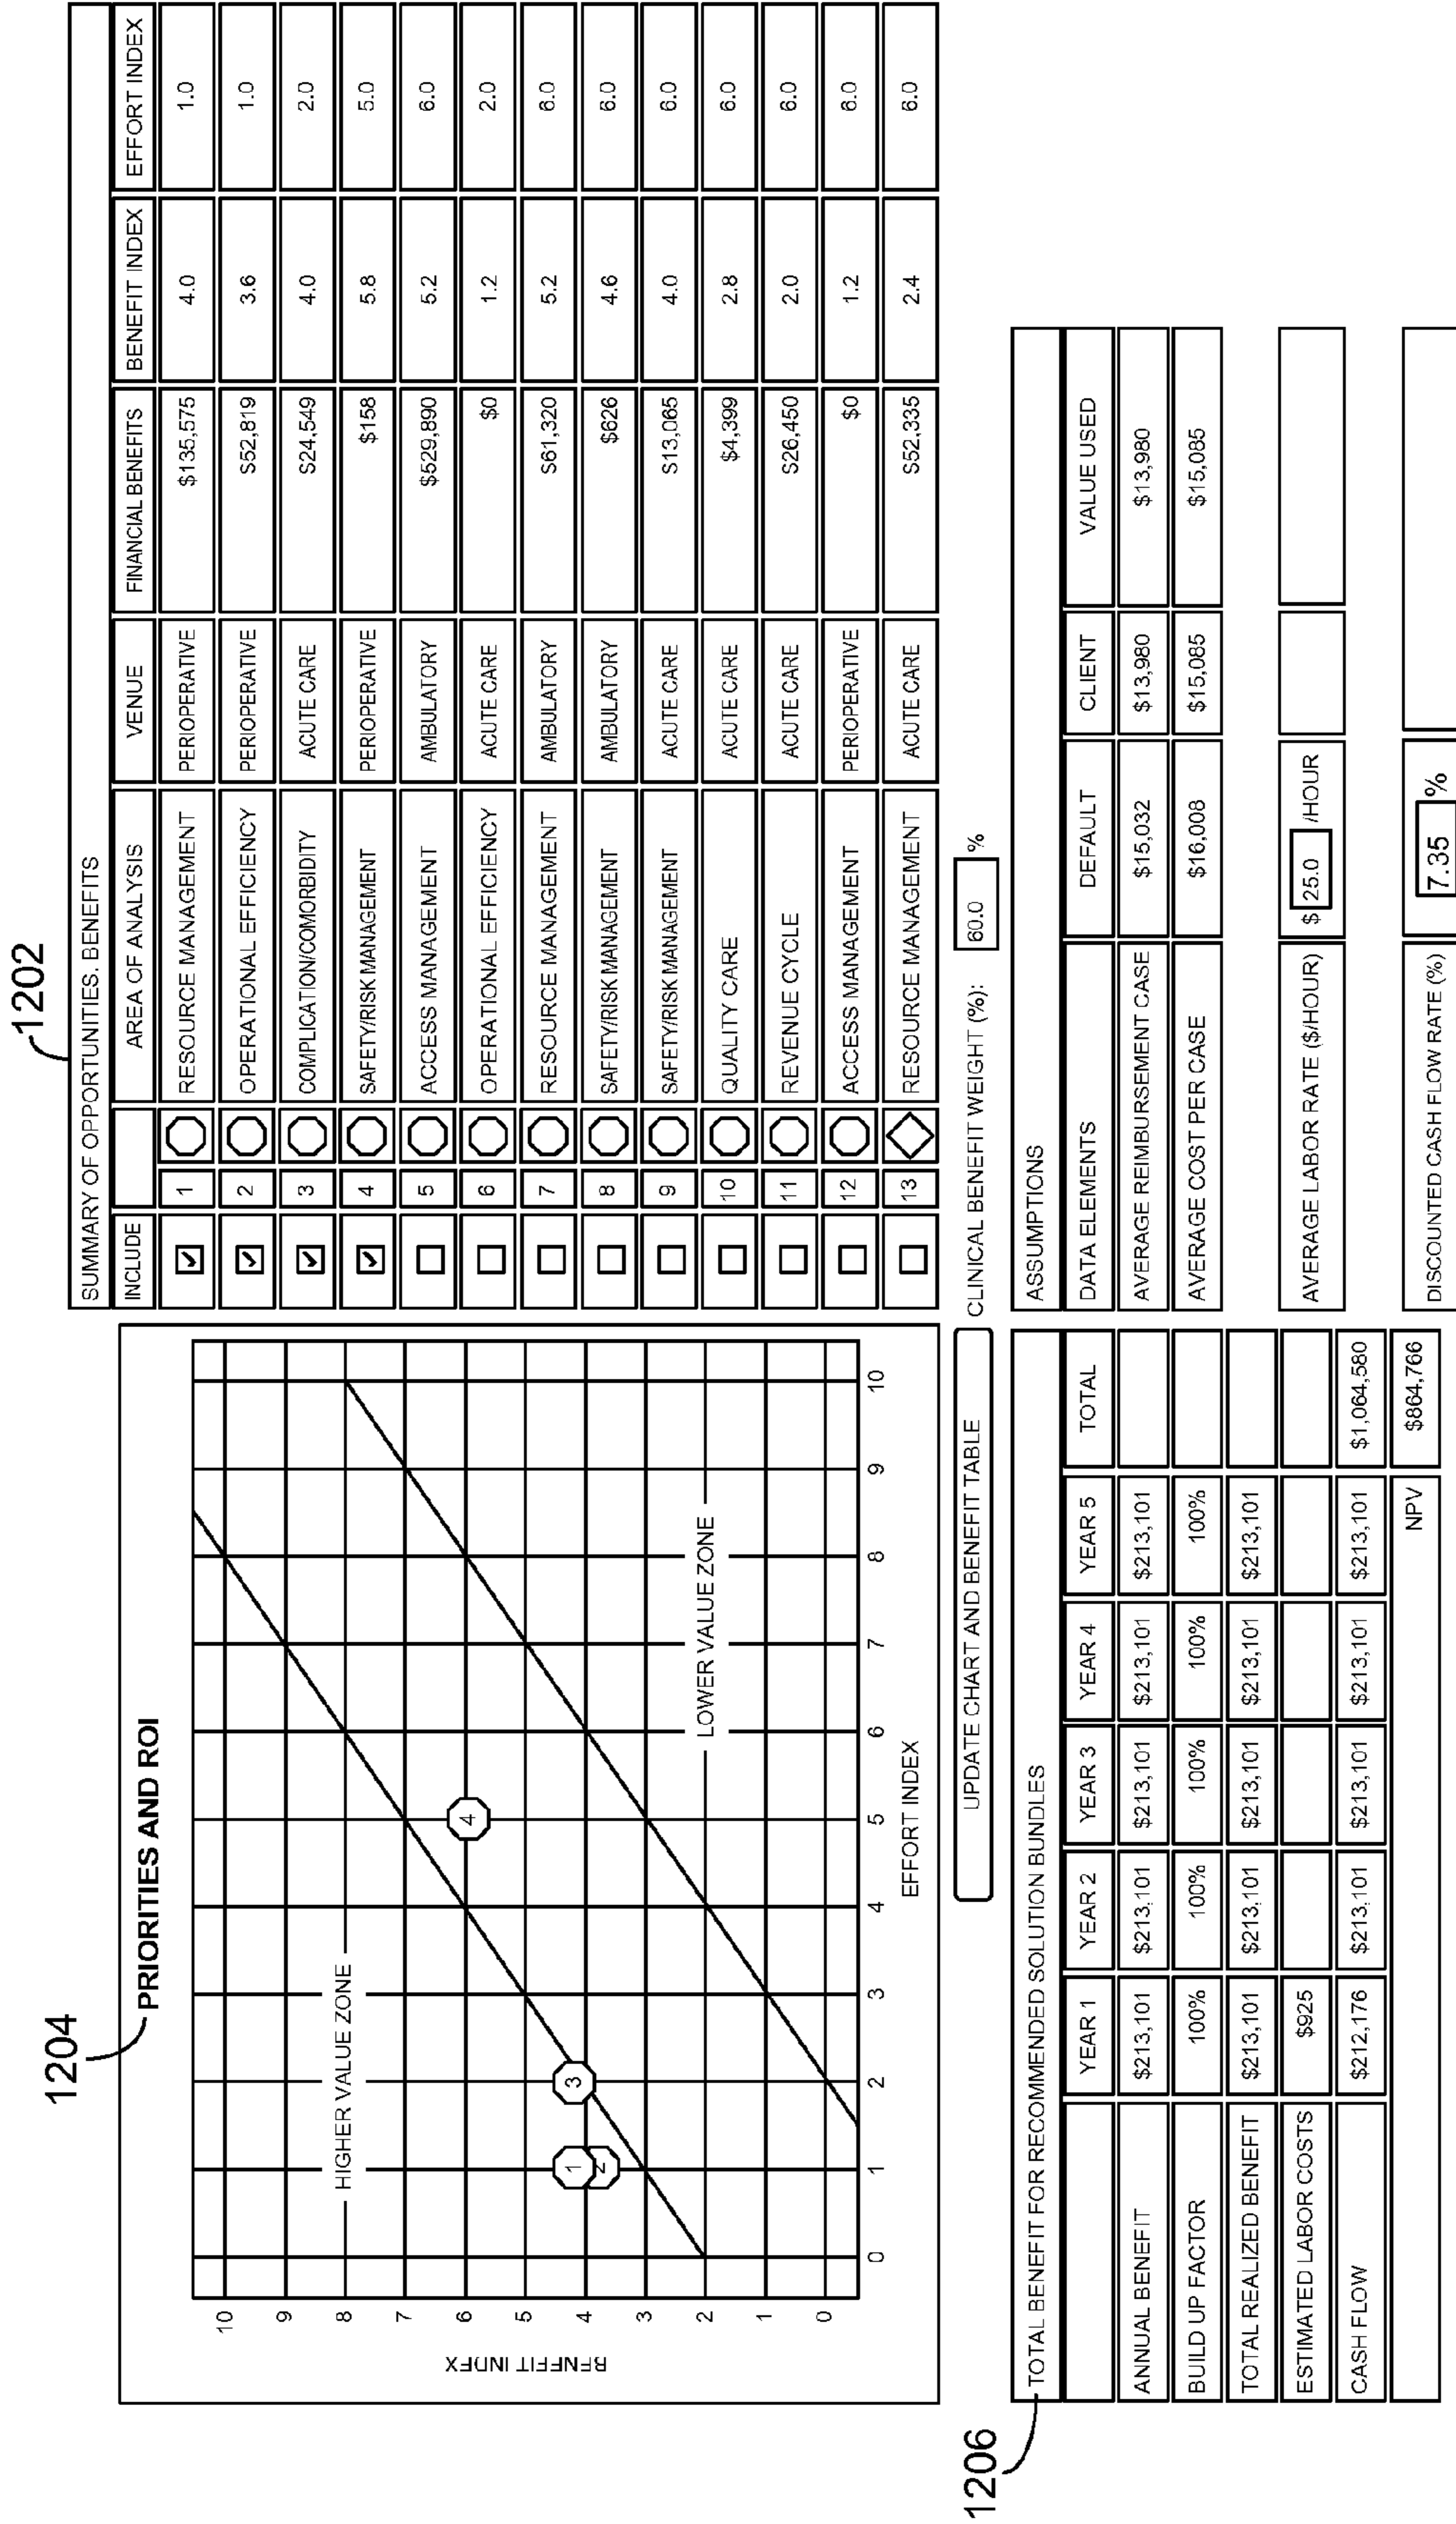 1204
1202
PRIORITIES AND ROI
10
9
8
7
6
5
4
3
2
1
0
BENEFIT INDEX
HIGHER VALUE ZONE
LOWER VALUE ZONE
1
2
3
4
0 1 2 3 4 5 6 7 8 9 10
EFFORT INDEX
SUMMARY OF OPPORTUNITIES. BENEFITS
INCLUDE AREA OF ANALYSIS VENUE FINANCIAL BENEFITS BENEFIT INDEX EFFORT INDEX
1 RESOURCE MANAGEMENT PERIOPERATIVE $135,575 4.0 1.0
2 OPERATIONAL EFFICIENCY PERIOPERATIVE $52,819 3.6 1.0
3 COMPLICATION/COMORBIDITY ACUTE CARE $24,549 4.0 2.0
4 SAFETY/RISK MANAGEMENT PERIOPERATIVE $158 5.8 5.0
5 ACCESS MANAGEMENT AMBULATORY $529,890 5.2 6.0
6 OPERATIONAL EFFICIENCY ACUTE CARE $0 1.2 2.0
7 RESOURCE MANAGEMENT AMBULATORY $61,320 5.2 6.0
8 SAFETY/RISK MANAGEMENT AMBULATORY $626 4.6 6.0
9 SAFETY/RISK MANAGEMENT ACUTE CARE $13,065 4.0 6.0
10 QUALITY CARE ACUTE CARE $4,399 2.8 6.0
11 REVENUE CYCLE ACUTE CARE $26,450 2.0 6.0
12 ACCESS MANAGEMENT PERIOPERATIVE $0 1.2 6.0
13 RESOURCE MANAGEMENT ACUTE CARE $52,335 2.4 6.0
UPDATE CHART AND BENEFIT TABLE
CLINICAL BENEFIT WEIGHT (%): 60.0 %
1206
TOTAL BENEFIT FOR RECOMMENDED SOLUTION BUNDLES
YEAR 1 YEAR 2 YEAR 3 YEAR 4 YEAR 5 TOTAL
ANNUAL BENEFIT $213,101 $213,101 $213,101 $213,101 $213,101
BUILD UP FACTOR 100% 100% 100% 100% 100%
TOTAL REALIZED BENEFIT $213,101 $213,101 $213,101 $213,101 $213,101
ESTIMATED LABOR COSTS $925
CASH FLOW $212,176 $213,101 $213,101 $213,101 $213,101 $1,064,580
NPV $864,766
ASSUMPTIONS
DATA ELEMENTS DEFAULT CLIENT VALUE USED
AVERAGE REIMBURSEMENT CASE $15,032 $13,980 $13,980
AVERAGE COST PER CASE $16,008 $15,085 $15,085
AVERAGE LABOR RATE ($/HOUR) $ 25.0 /HOUR
DISCOUNTED CASH FLOW RATE (%) 7.35 %